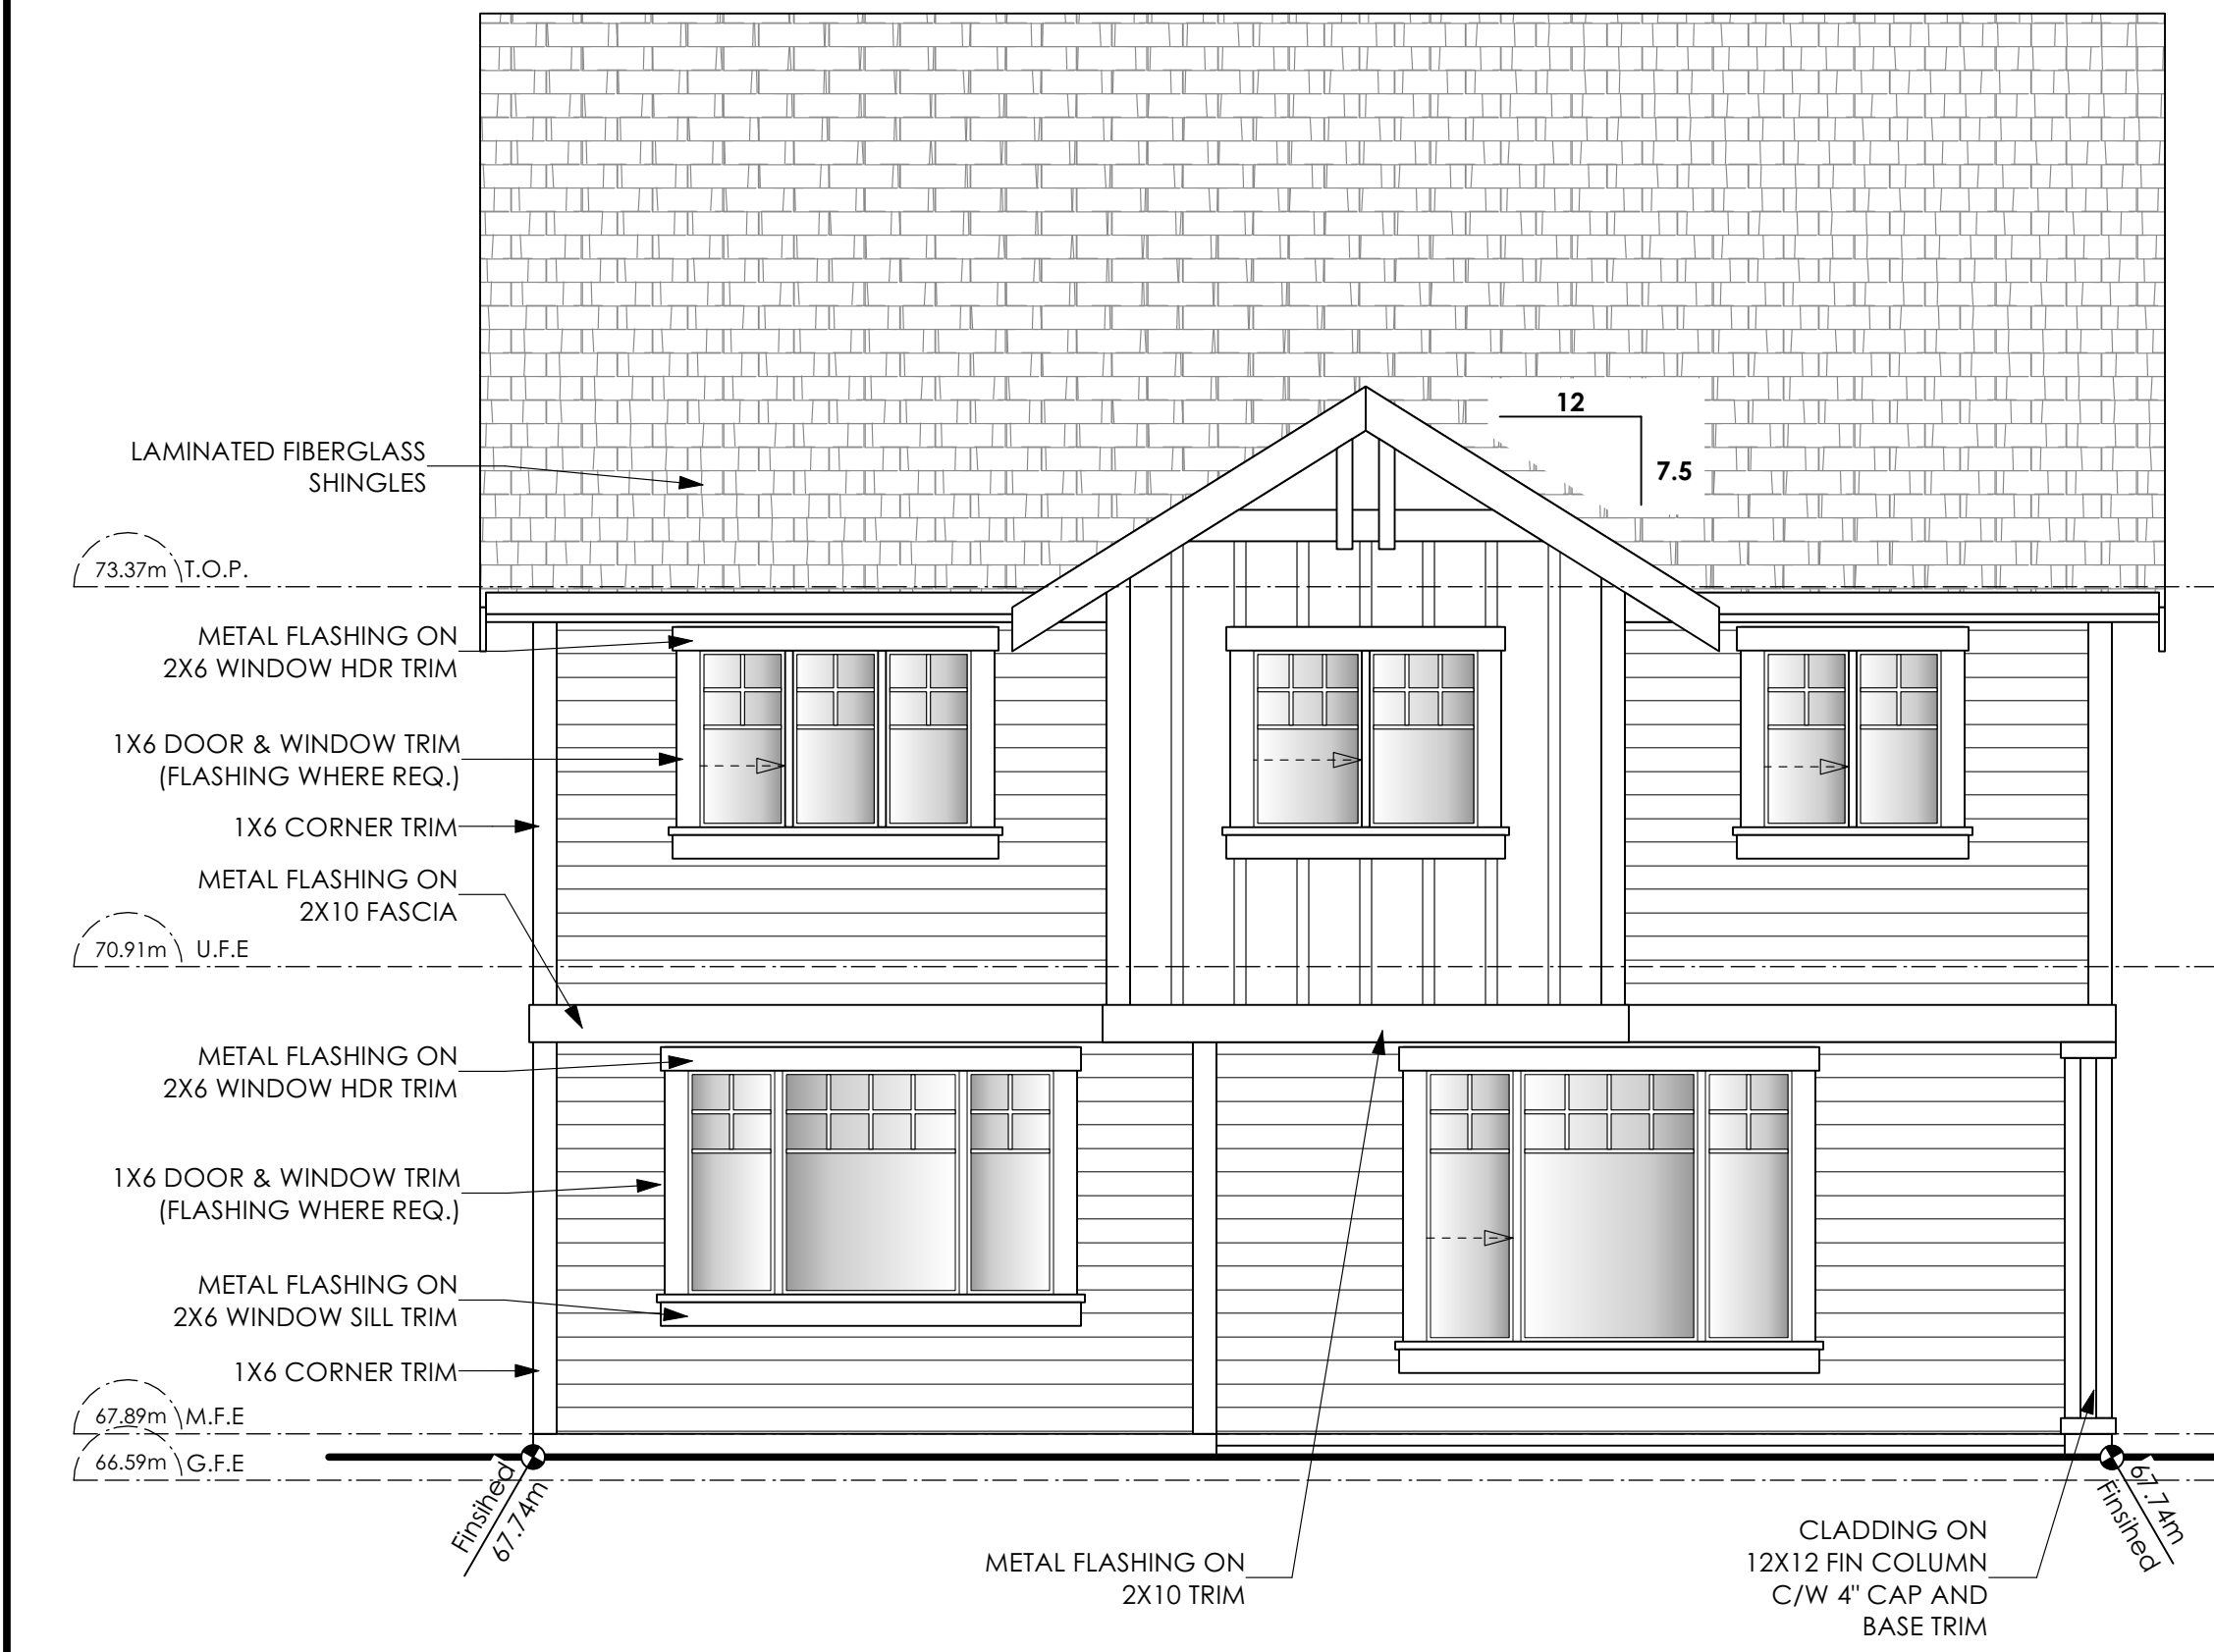 12
7.5
LAMINATED FIBERGLASS
SHINGLES
73.37m T.O.P.
METAL FLASHING ON
2X6 WINDOW HDR TRIM
1X6 DOOR & WINDOW TRIM
(FLASHING WHERE REQ.)
1X6 CORNER TRIM
METAL FLASHING ON
2X10 FASCIA
70.91m U.F.E
METAL FLASHING ON
2X6 WINDOW HDR TRIM
1X6 DOOR & WINDOW TRIM
(FLASHING WHERE REQ.)
METAL FLASHING ON
2X6 WINDOW SILL TRIM
1X6 CORNER TRIM
67.89m M.F.E
66.59m G.F.E
Finsihed
67.74m
67.74m
Finsihed
METAL FLASHING ON
2X10 TRIM
CLADDING ON
12X12 FIN COLUMN
C/W 4" CAP AND
BASE TRIM